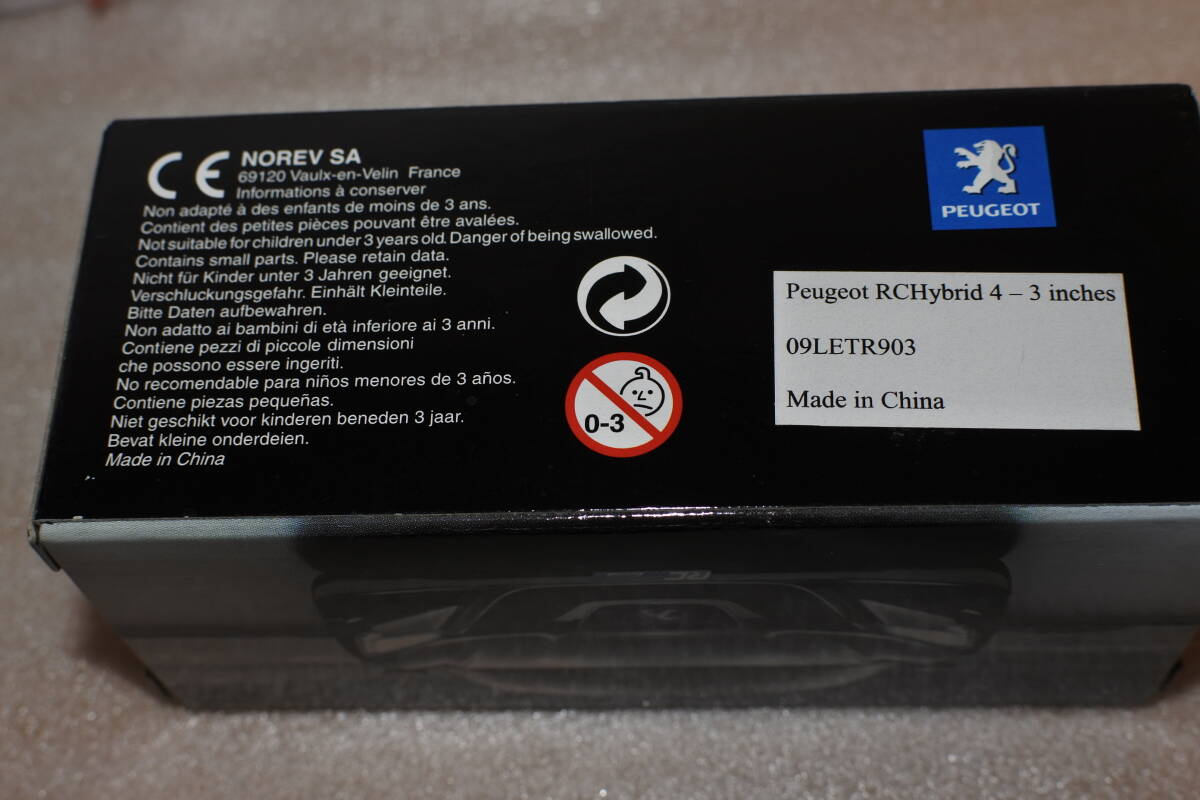 CE
NOREV SA
69120 Vaulx-en-Velin France
Informations à conserver
Non adapté à des enfants de moins de 3 ans.
Contient des petites pièces pouvant être avalées.
Not suitable for children under 3 years old. Danger of being swallowed.
Contains small parts. Please retain data.
Nicht für Kinder unter 3 Jahren geeignet.
Verschluckungsgefahr. Einhält Kleinteile.
Bitte Daten aufbewahren.
Non adatto ai bambini di età inferiore ai 3 anni.
Contiene pezzi di piccole dimensioni
che possono essere ingeriti.
No recomendable para niños menores de 3 años.
Contiene piezas pequeñas.
Niet geschikt voor kinderen beneden 3 jaar.
Bevat kleine onderdeien.
Made in China
0-3
PEUGEOT
Peugeot RCHybrid 4 – 3 inches
09LETR903
Made in China
RC